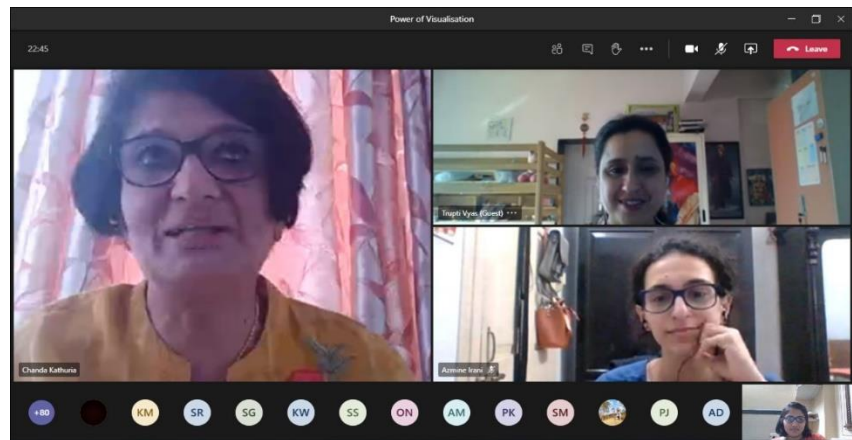 Power of Visualisation
22:45
Leave
Trupti Vyas (Guest)
Chanda Kathuria
Azmine Irani
+80
KM
SR
SG
KW
SS
ON
AM
PK
SM
PJ
AD